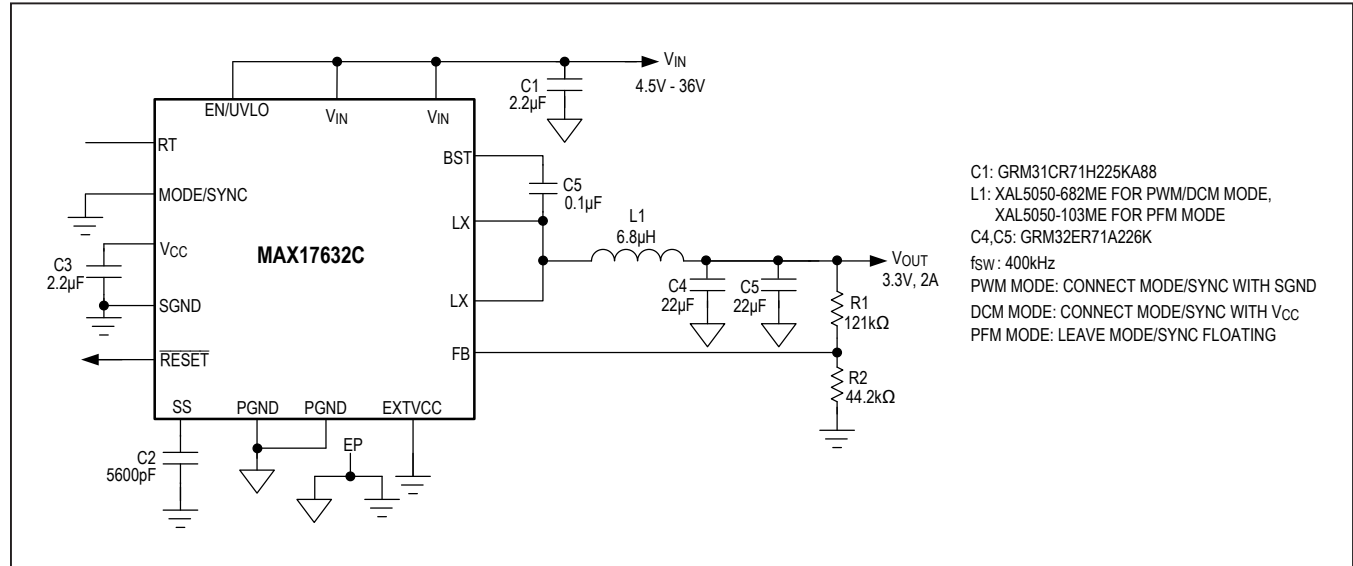 VIN
4.5V - 36V
C1
2.2µF
EN/UVLO
VIN
VIN
RT
BST
MODE/SYNC
C5
0.1µF
LX
VCC
MAX17632C
L1
6.8µH
C3
2.2µF
VOUT
3.3V, 2A
C4
22µF
C5
22µF
SGND
LX
R1
121kΩ
RESET
FB
R2
44.2kΩ
SS
PGND
PGND
EXTVCC
EP
C2
5600pF
C1: GRM31CR71H225KA88
L1: XAL5050-682ME FOR PWM/DCM MODE,
XAL5050-103ME FOR PFM MODE
C4,C5: GRM32ER71A226K
fSW: 400kHz
PWM MODE: CONNECT MODE/SYNC WITH SGND
DCM MODE: CONNECT MODE/SYNC WITH VCC
PFM MODE: LEAVE MODE/SYNC FLOATING